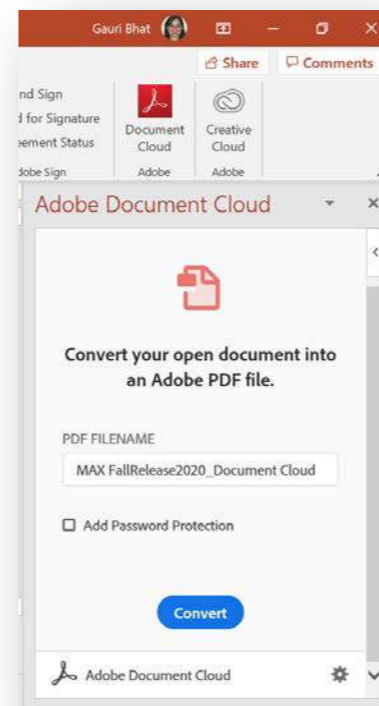 Gauri Bhat
Share Comments
nd Sign
d for Signature
eement Status
dobe Sign
Document
Cloud
Adobe
Creative
Cloud
Adobe
Adobe Document Cloud
Convert your open document into
an Adobe PDF file.
PDF FILENAME
MAX FallRelease2020_Document Cloud
Add Password Protection
Convert
Adobe Document Cloud